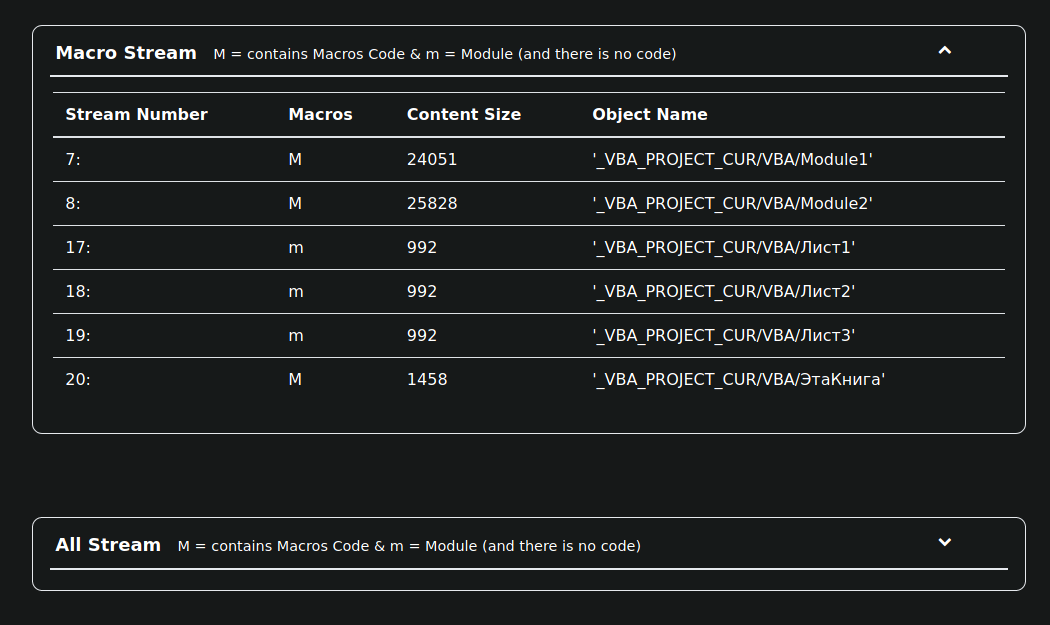 Macro Stream M = contains Macros Code & m = Module (and there is no code)
Stream Number Macros Content Size Object Name
7: M 24051 '_VBA_PROJECT_CUR/VBA/Module1'
8: M 25828 '_VBA_PROJECT_CUR/VBA/Module2'
17: m 992 '_VBA_PROJECT_CUR/VBA/Лист1'
18: m 992 '_VBA_PROJECT_CUR/VBA/Лист2'
19: m 992 '_VBA_PROJECT_CUR/VBA/Лист3'
20: M 1458 '_VBA_PROJECT_CUR/VBA/ЭтаКнига'
All Stream M = contains Macros Code & m = Module (and there is no code)